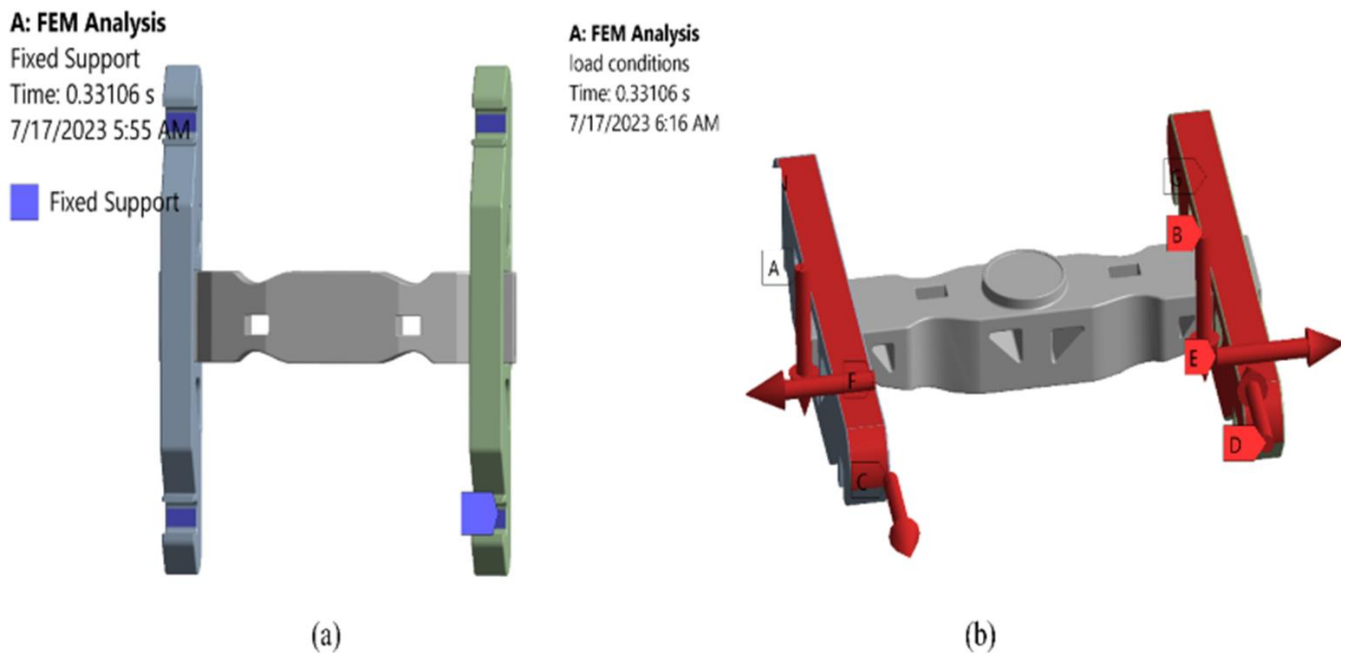 A: FEM Analysis
Fixed Support
Time: 0.33106 s
7/17/2023 5:55 AM
Fixed Support
A: FEM Analysis
load conditions
Time: 0.33106 s
7/17/2023 6:16 AM
G
B
A
E
F
D
C
(a)
(b)